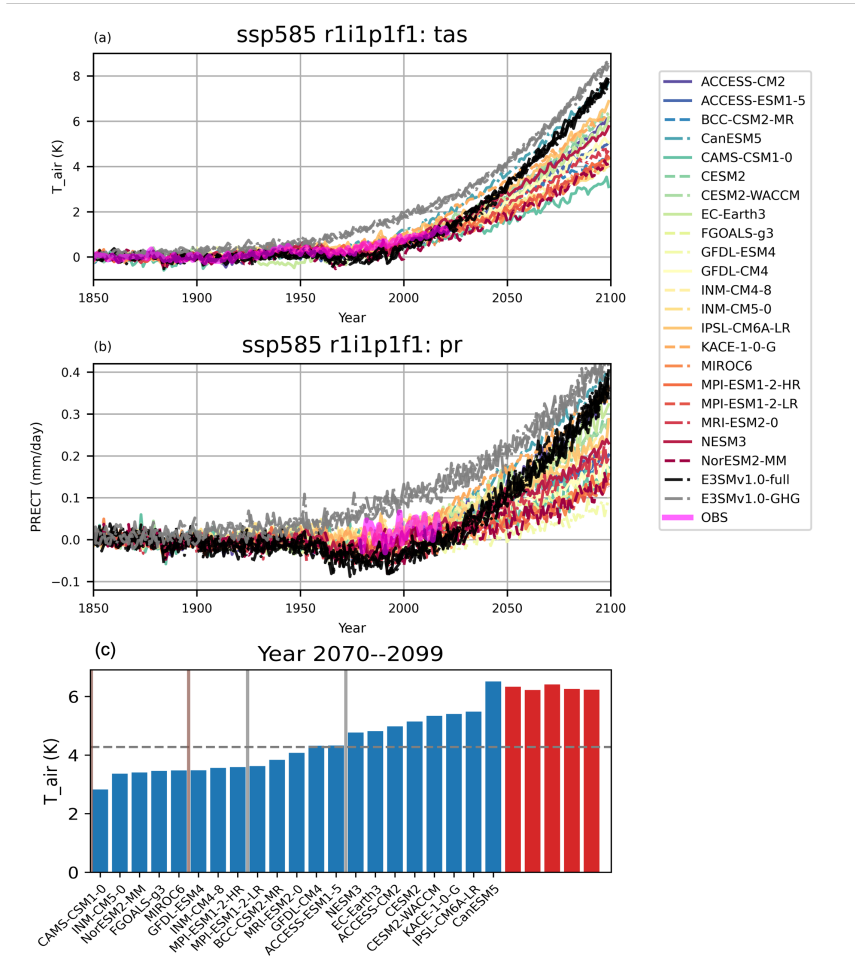 (a)
ssp585 r1i1p1f1: tas
8
6
4
2
0
T_air (K)
1850
1900
1950
2000
2050
2100
Year
(b)
ssp585 r1i1p1f1: pr
0.4
0.3
0.2
0.1
0.0
−0.1
PRECT (mm/day)
1850
1900
1950
2000
2050
2100
Year
ACCESS-CM2
ACCESS-ESM1-5
BCC-CSM2-MR
CanESM5
CAMS-CSM1-0
CESM2
CESM2-WACCM
EC-Earth3
FGOALS-g3
GFDL-ESM4
GFDL-CM4
INM-CM4-8
INM-CM5-0
IPSL-CM6A-LR
KACE-1-0-G
MIROC6
MPI-ESM1-2-HR
MPI-ESM1-2-LR
MRI-ESM2-0
NESM3
NorESM2-MM
E3SMv1.0-full
E3SMv1.0-GHG
OBS
(c)
Year 2070--2099
6
4
2
0
T_air (K)
CAMS-CSM1-0
INM-CM5-0
NorESM2-MM
FGOALS-g3
MIROC6
GFDL-ESM4
INM-CM4-8
MPI-ESM1-2-HR
MPI-ESM1-2-LR
BCC-CSM2-MR
MRI-ESM2-0
GFDL-CM4
ACCESS-ESM1-5
NESM3
EC-Earth3
ACCESS-CM2
CESM2
CESM2-WACCM
KACE-1-0-G
IPSL-CM6A-LR
CanESM5